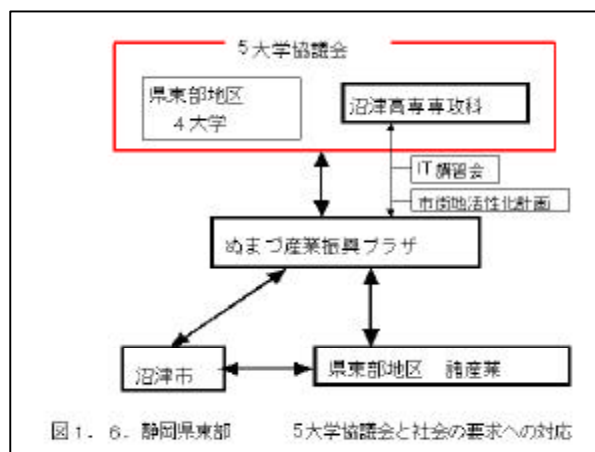 5大学協議会
県東部地区
4大学
沼津高専専攻科
IT講習会
市街地活性化計画
ぬまづ産業振興プラザ
沼津市
県東部地区 諸産業
図1．6．静岡県東部 5大学協議会と社会の要求への対応